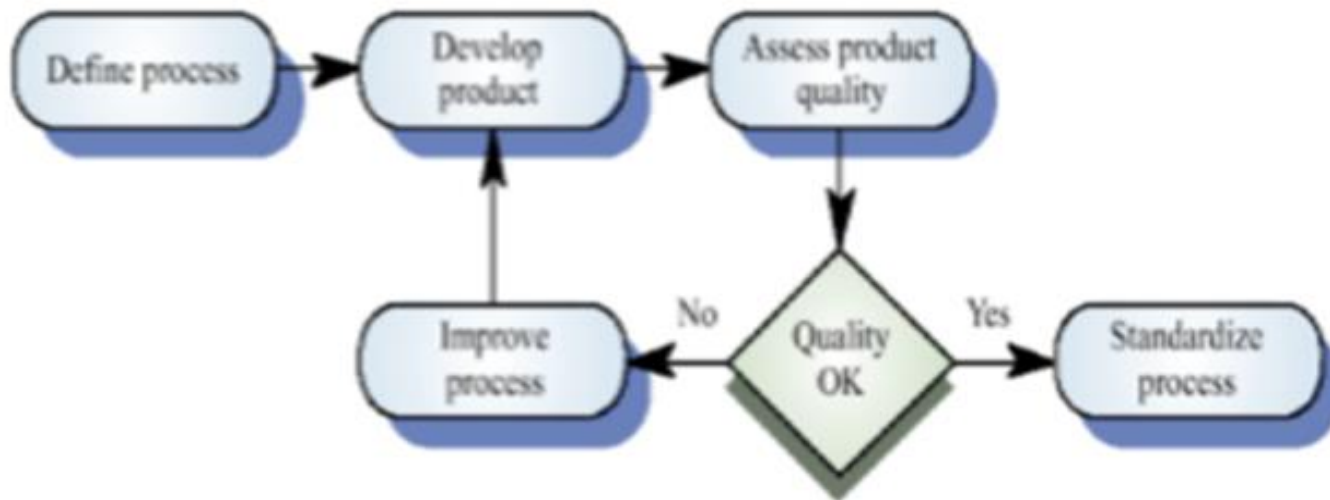 Define process
Develop
product
Assess product
quality
No
Yes
Improve
process
Quality
OK
Standardize
process